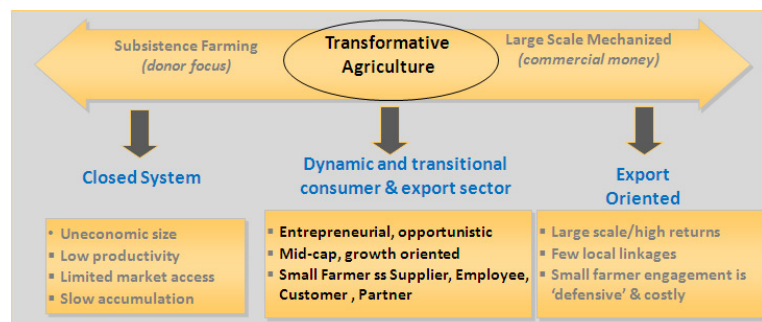 Subsistence Farming
(donor focus)
Transformative
Agriculture
Large Scale Mechanized
(commercial money)
Closed System
Dynamic and transitional
consumer & export sector
Export
Oriented
▪ Uneconomic size
▪ Low productivity
▪ Limited market access
▪ Slow accumulation
▪ Entrepreneurial, opportunistic
▪ Mid-cap, growth oriented
▪ Small Farmer ss Supplier, Employee,
Customer , Partner
▪ Large scale/high returns
▪ Few local linkages
▪ Small farmer engagement is
‘defensive’ & costly